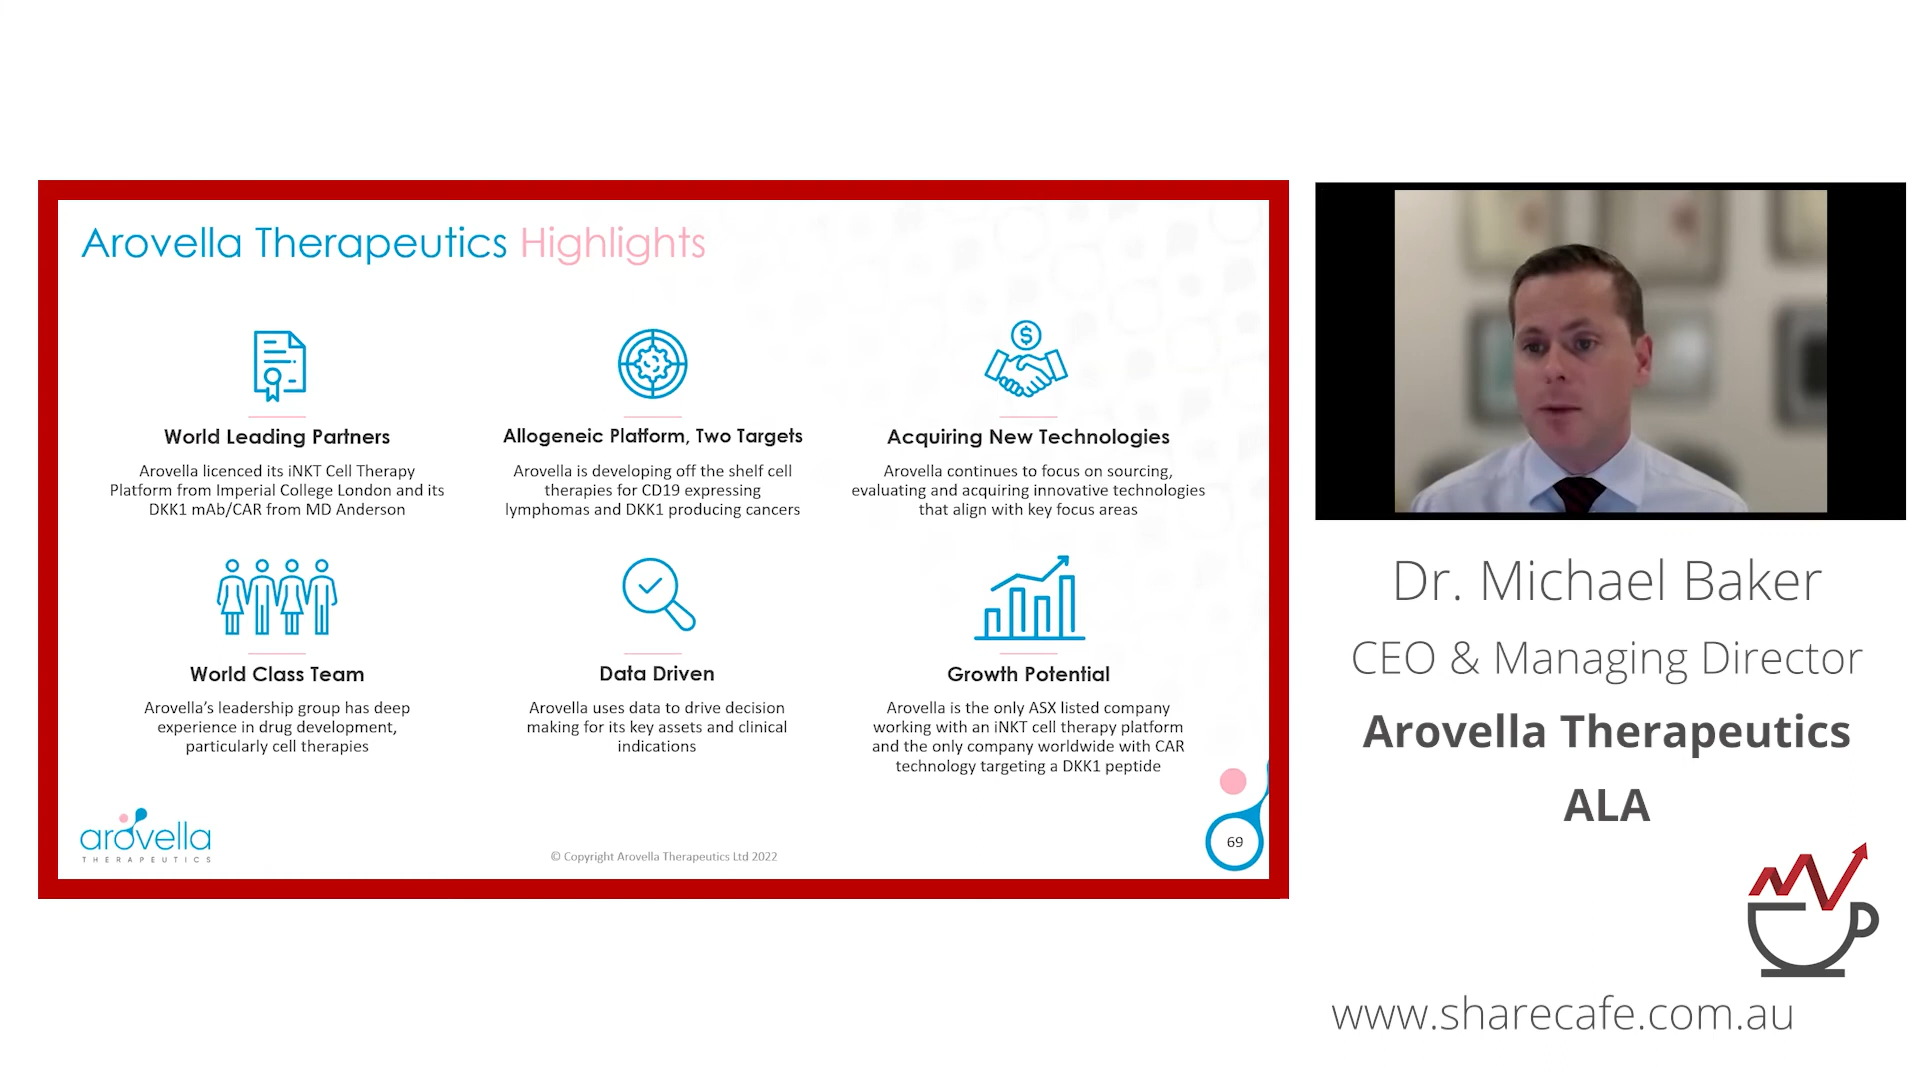 Arovella Therapeutics Highlights
World Leading Partners
Arovella licenced its iNKT Cell Therapy
Platform from Imperial College London and its
DKK1 mAb/CAR from MD Anderson
Allogeneic Platform, Two Targets
Arovella is developing off the shelf cell
therapies for CD19 expressing
lymphomas and DKK1 producing cancers
$
Acquiring New Technologies
Arovella continues to focus on sourcing,
evaluating and acquiring innovative technologies
that align with key focus areas
World Class Team
Arovella’s leadership group has deep
experience in drug development,
particularly cell therapies
Data Driven
Arovella uses data to drive decision
making for its key assets and clinical
indications
Growth Potential
Arovella is the only ASX listed company
working with an iNKT cell therapy platform
and the only company worldwide with CAR
technology targeting a DKK1 peptide
arovella
THERAPEUTICS
© Copyright Arovella Therapeutics Ltd 2022
69
Dr. Michael Baker
CEO & Managing Director
Arovella Therapeutics
ALA
www.sharecafe.com.au